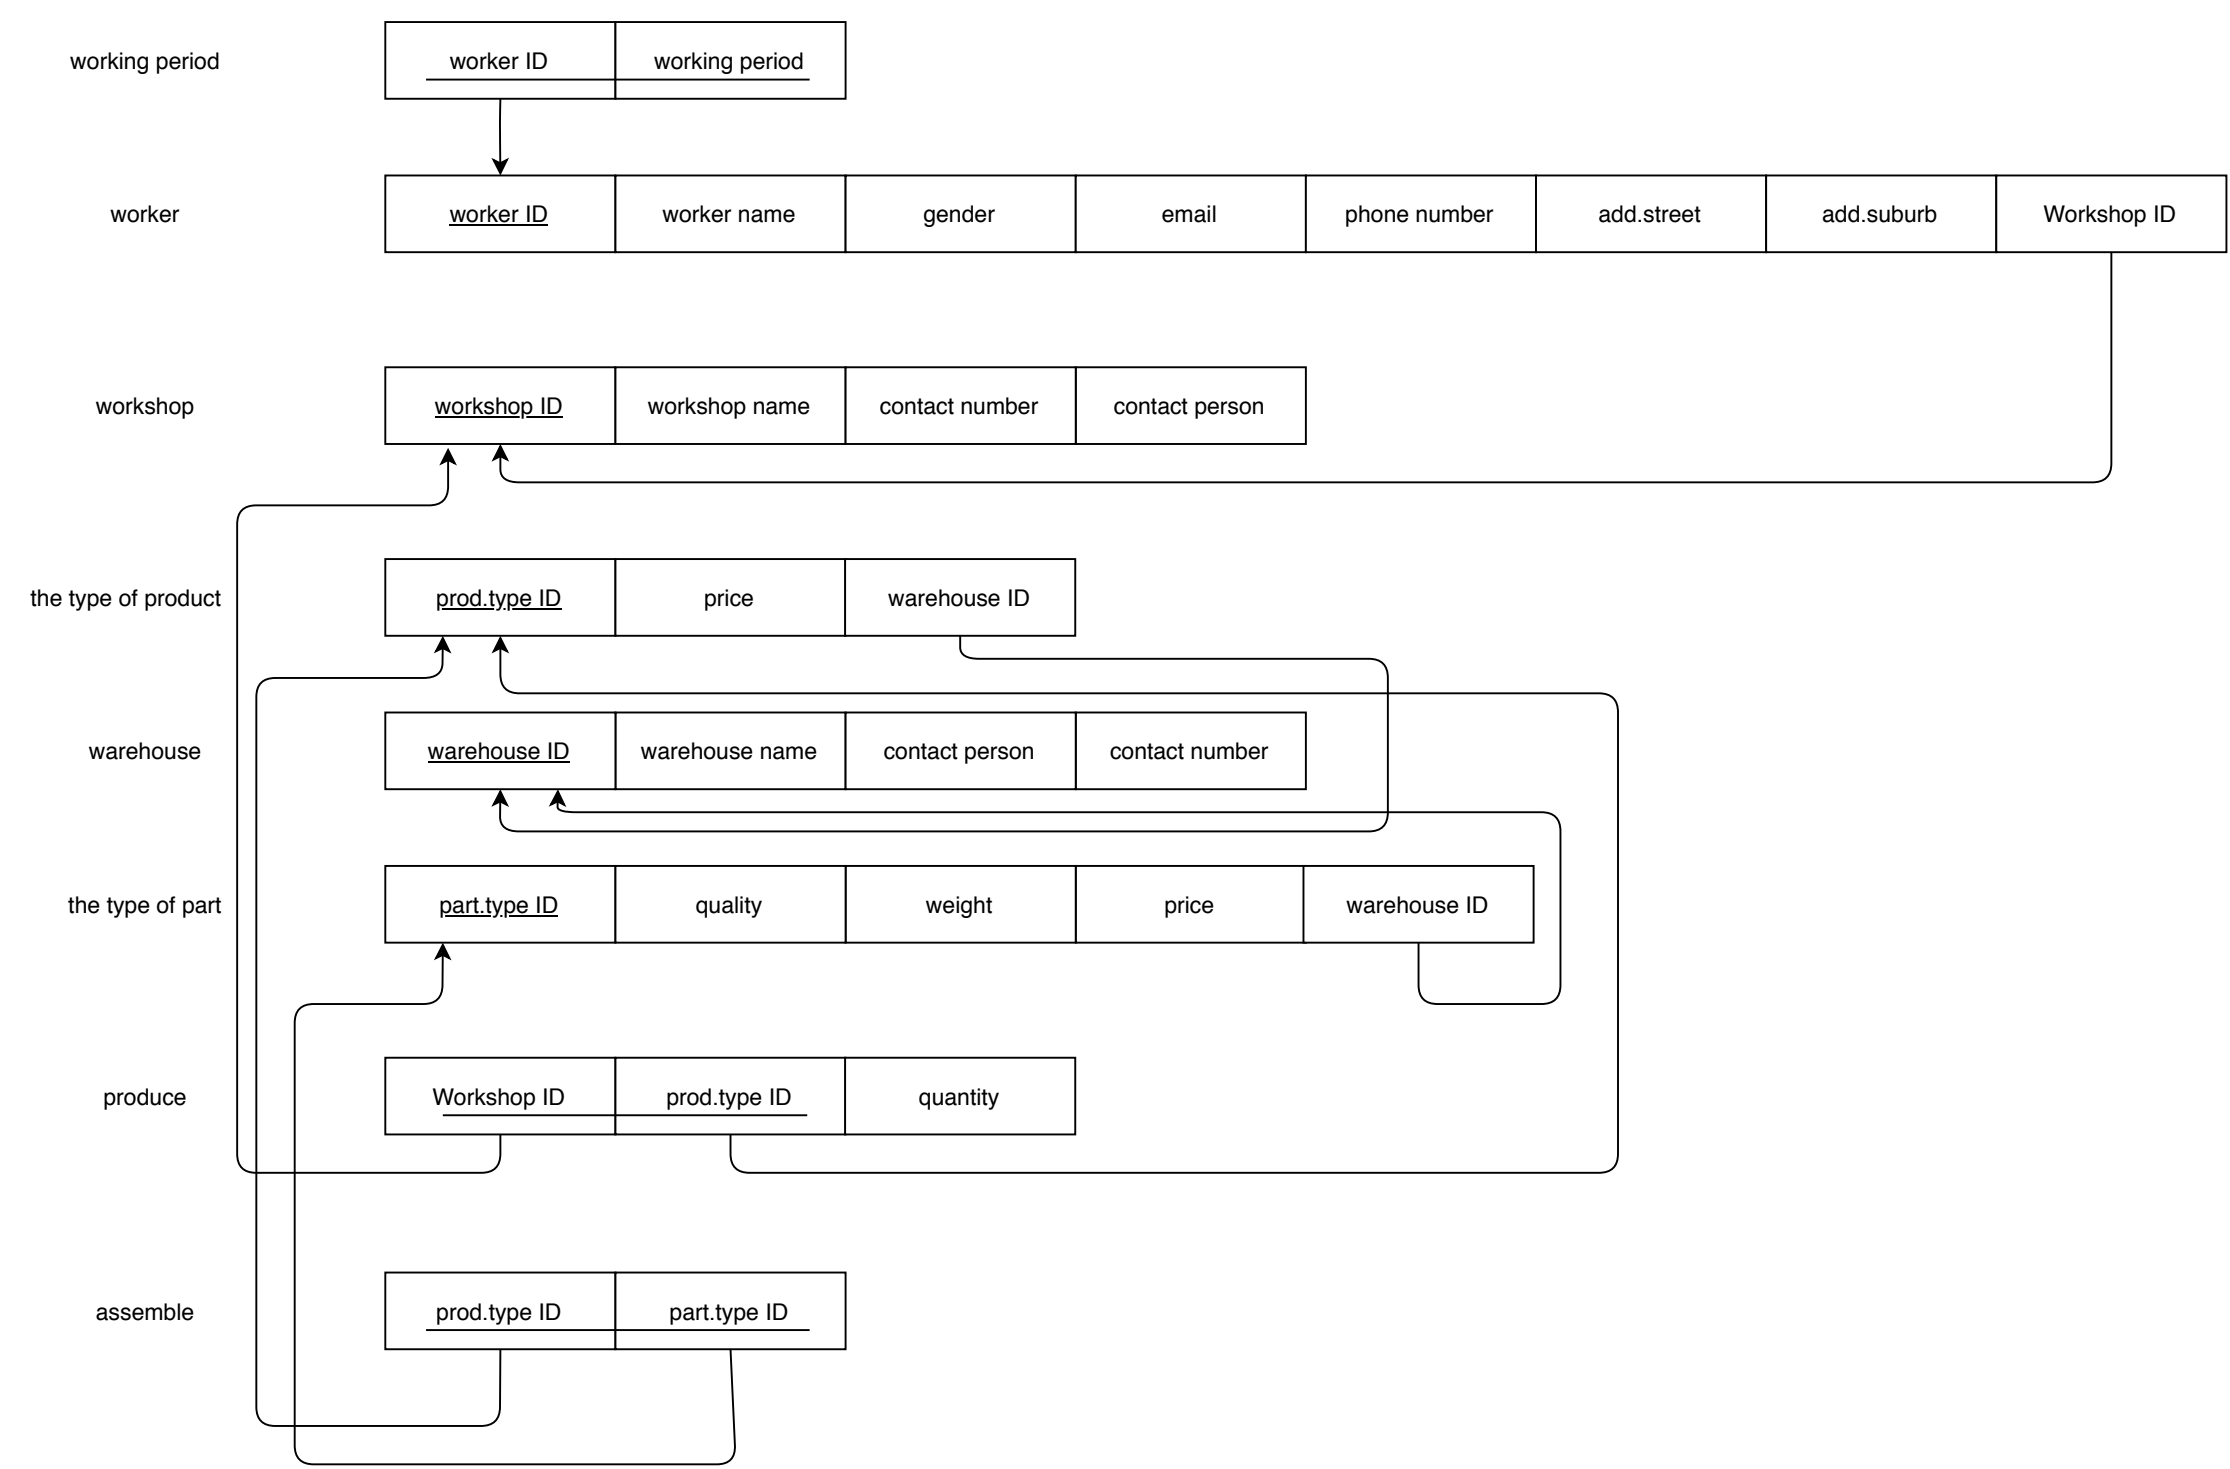 working period
worker ID
working period
worker
worker ID
worker name
gender
email
phone number
add.street
add.suburb
Workshop ID
workshop
workshop ID
workshop name
contact number
contact person
the type of product
prod.type ID
price
warehouse ID
warehouse
warehouse ID
warehouse name
contact person
contact number
the type of part
part.type ID
quality
weight
price
warehouse ID
produce
Workshop ID
prod.type ID
quantity
assemble
prod.type ID
part.type ID